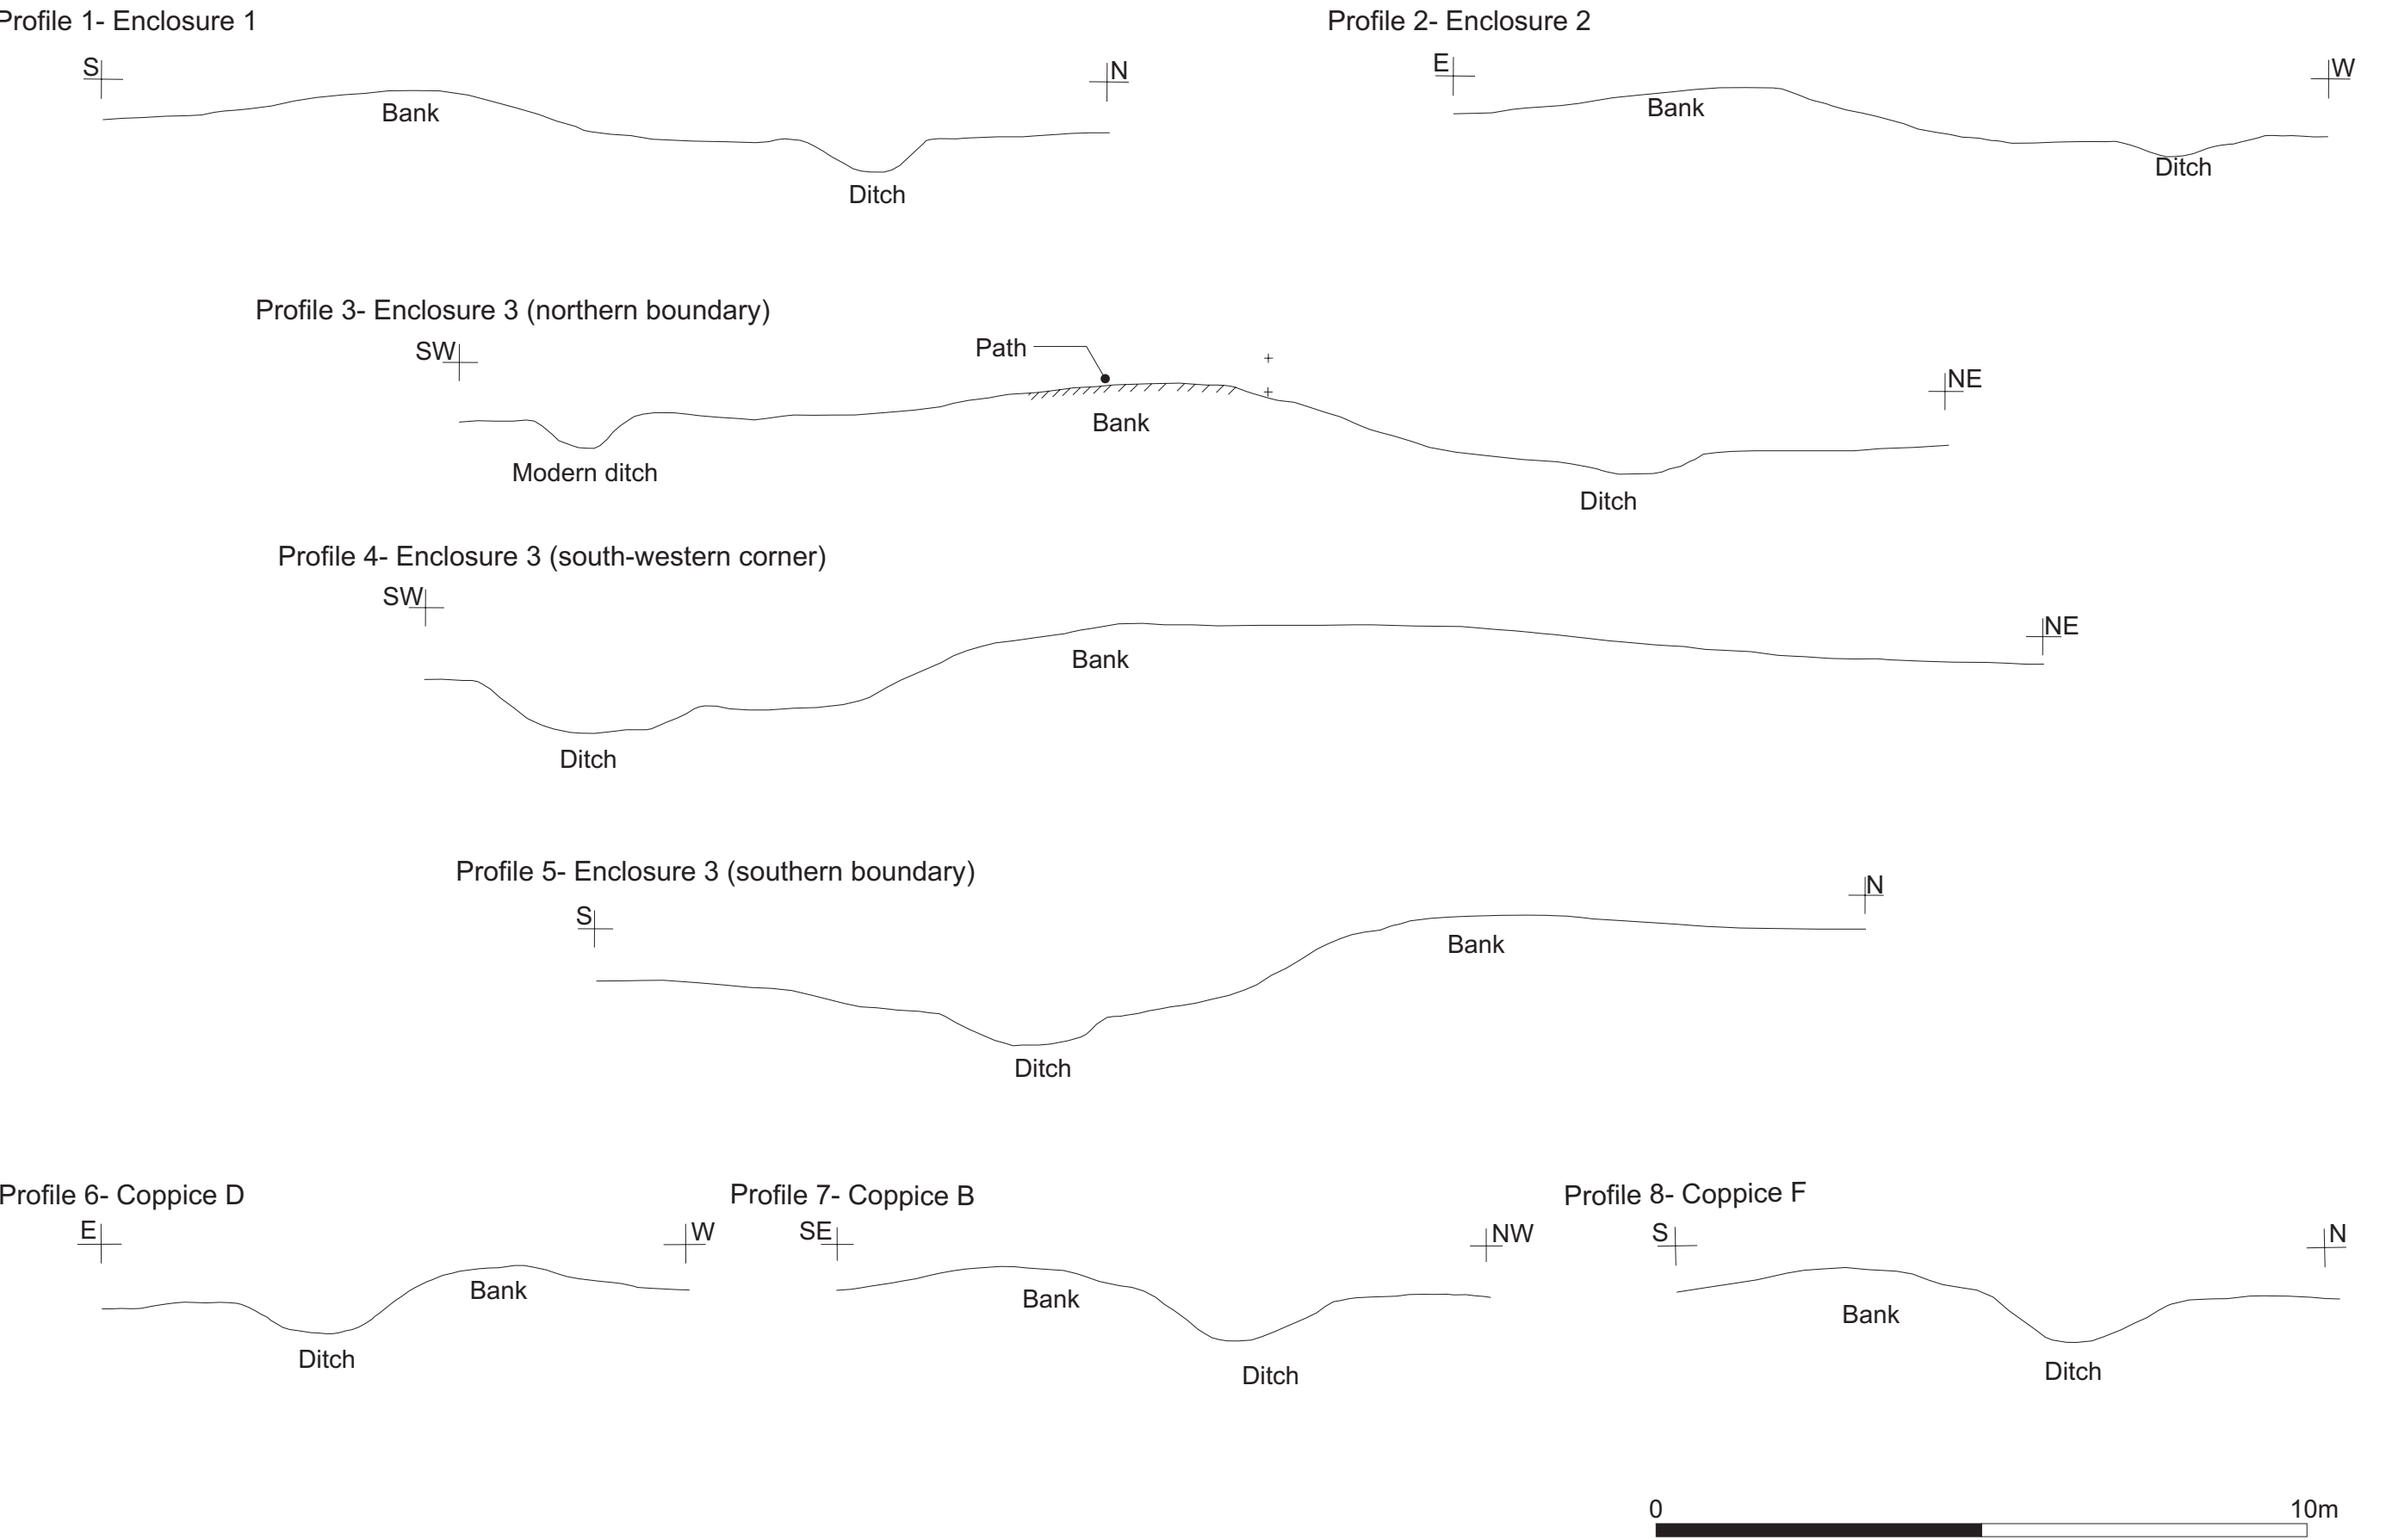 Profile 1- Enclosure 1
Profile 2- Enclosure 2
S
N
E
W
Bank
Ditch
Bank
Ditch
Profile 3- Enclosure 3 (northern boundary)
SW
Path
NE
Bank
Modern ditch
Ditch
Profile 4- Enclosure 3 (south-western corner)
SW
NE
Bank
Ditch
Profile 5- Enclosure 3 (southern boundary)
S
N
Bank
Ditch
Profile 6- Coppice D
E
W
Bank
Ditch
Profile 7- Coppice B
SE
NW
Bank
Ditch
Profile 8- Coppice F
S
N
Bank
Ditch
0
10m